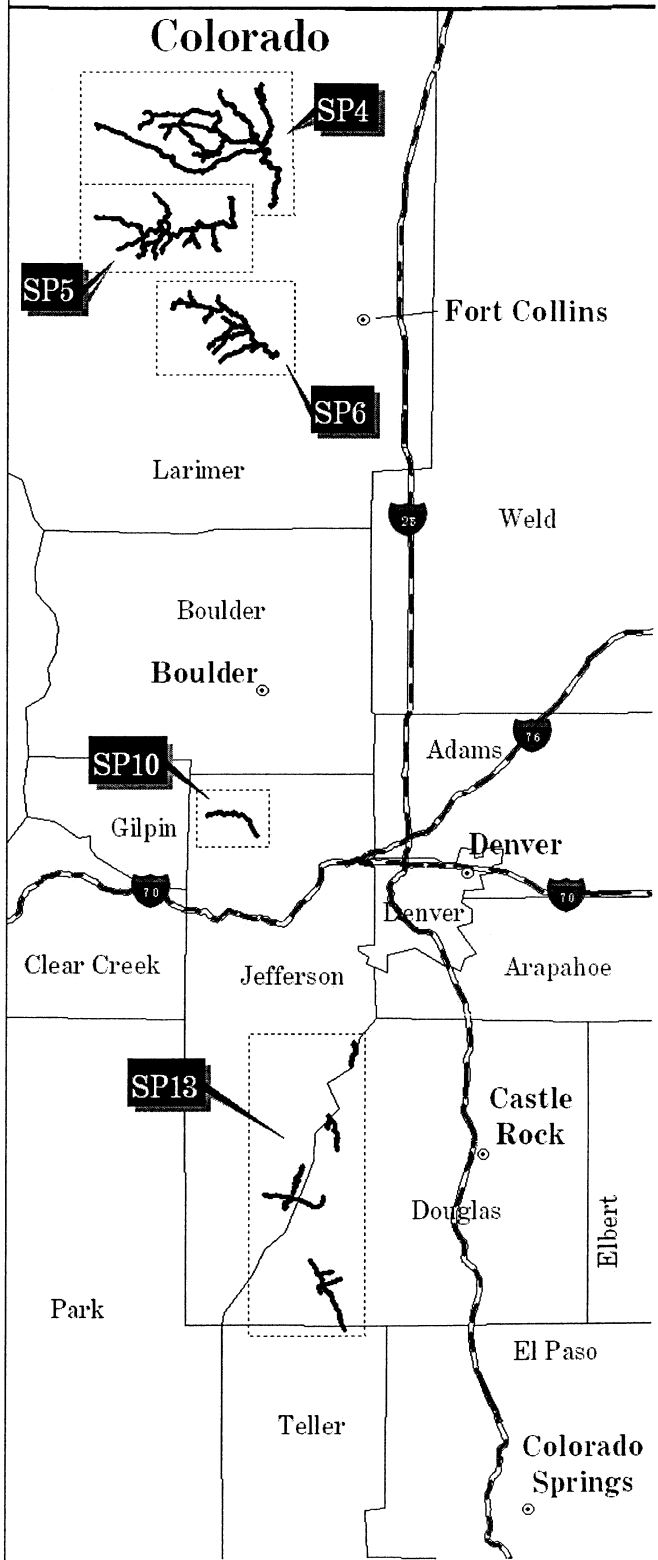 Colorado
SP4
SP5
Fort Collins
SP6
Larimer
25
Weld
Boulder
Boulder
76
Adams
SP10
Gilpin
Denver
70
70
Denver
Clear Creek
Jefferson
Arapahoe
SP13
Castle
Rock
Douglas
Elbert
Park
El Paso
Teller
Colorado
Springs